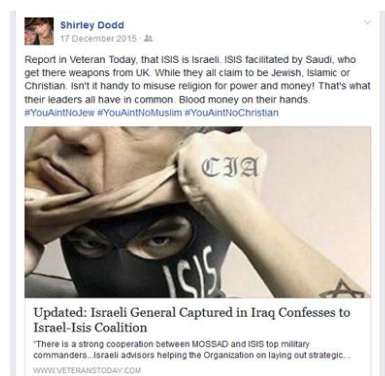 Shirley Dodd
17 December 2015 ·
Report in Veteran Today, that ISIS is Israeli. ISIS facilitated by Saudi, who
get there weapons from UK. While they all claim to be Jewish, Islamic or
Christian. Isn't it handy to misuse religion for power and money! That's what
their leaders all have in common. Blood money on their hands.
#YouAintNoJew #YouAintNoMuslim #YouAintNoChristian
CIA
ISIS
Updated: Israeli General Captured in Iraq Confesses to
Israel-Isis Coalition
"There is a strong cooperation between MOSSAD and ISIS top military
commanders...Israeli advisors helping the Organization on laying out strategic...
WWW.VETERANSTODAY.COM